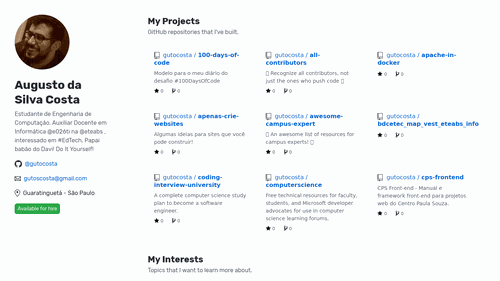 Augusto da
Silva Costa
Estudante de Engenharia de
Computação. Auxiliar Docente em
Informática @e026ti na @eteabs_,
interessado em #EdTech. Papai
babão do Davi! Do It Yourself!
@gutocosta
gutoscosta@gmail.com
Guaratinguetá - São Paulo
Available for hire
My Projects
GitHub repositories that I've built.
gutocosta / 100-days-of-
code
Modelo para o meu diário do
desafio #100DaysOfCode
0 0
gutocosta / all-
contributors
Recognize all contributors, not
just the ones who push code
0 0
gutocosta / apache-in-
docker
0 0
gutocosta / apenas-crie-
websites
Algumas ideias para sites que você
pode construir!
0 0
gutocosta / awesome-
campus-expert
An awesome list of resources for
campus experts!
0 0
gutocosta /
bdcetec_map_vest_eteabs_info
0 0
gutocosta / coding-
interview-university
A complete computer science study
plan to become a software
engineer.
0 0
gutocosta /
computerscience
Free technical resources for faculty,
students, and Microsoft developer
advocates for use in computer
science learning forums.
0 0
gutocosta / cps-frontend
CPS Front-end - Manual e
framework front-end para projetos
web do Centro Paula Souza.
0 0
My Interests
Topics that I want to learn more about.